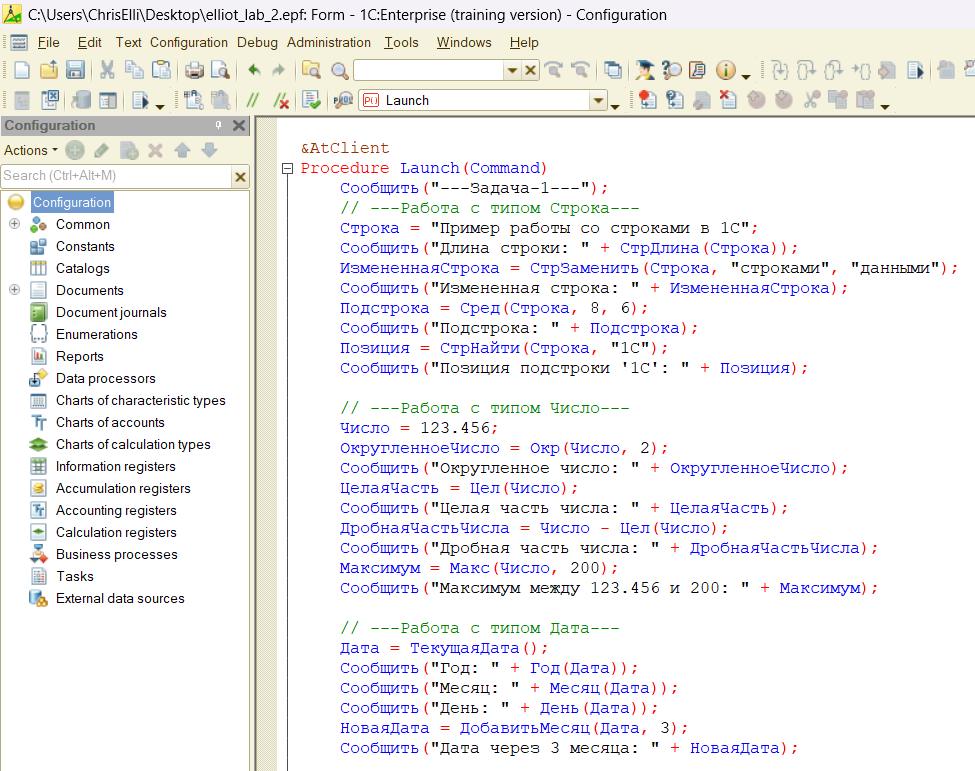 C:\Users\ChrisElli\Desktop\elliot_lab_2.epf: Form - 1C:Enterprise (training version) - Configuration
File Edit Text Configuration Debug Administration Tools Windows Help
Launch
Configuration
Actions
Search (Ctrl+Alt+M)
Configuration
Common
Constants
Catalogs
Documents
Document journals
Enumerations
Reports
Data processors
Charts of characteristic types
Charts of accounts
Charts of calculation types
Information registers
Accumulation registers
Accounting registers
Calculation registers
Business processes
Tasks
External data sources
&AtClient
Procedure Launch(Command)
Сообщить("---Задача-1---");
// ---Работа с типом Строка---
Строка = "Пример работы со строками в 1С";
Сообщить("Длина строки: " + СтрДлина(Строка));
ИзмененнаяСтрока = СтрЗаменить(Строка, "строками", "данными");
Сообщить("Измененная строка: " + ИзмененнаяСтрока);
Подстрока = Сред(Строка, 8, 6);
Сообщить("Подстрока: " + Подстрока);
Позиция = СтрНайти(Строка, "1С");
Сообщить("Позиция подстроки '1С': " + Позиция);
// ---Работа с типом Число---
Число = 123.456;
ОкругленноеЧисло = Окр(Число, 2);
Сообщить("Округленное число: " + ОкругленноеЧисло);
ЦелаяЧасть = Цел(Число);
Сообщить("Целая часть числа: " + ЦелаяЧасть);
ДробнаяЧастьЧисла = Число - Цел(Число);
Сообщить("Дробная часть числа: " + ДробнаяЧастьЧисла);
Максимум = Макс(Число, 200);
Сообщить("Максимум между 123.456 и 200: " + Максимум);
// ---Работа с типом Дата---
Дата = ТекущаяДата();
Сообщить("Год: " + Год(Дата));
Сообщить("Месяц: " + Месяц(Дата));
Сообщить("День: " + День(Дата));
НоваяДата = ДобавитьМесяц(Дата, 3);
Сообщить("Дата через 3 месяца: " + НоваяДата);